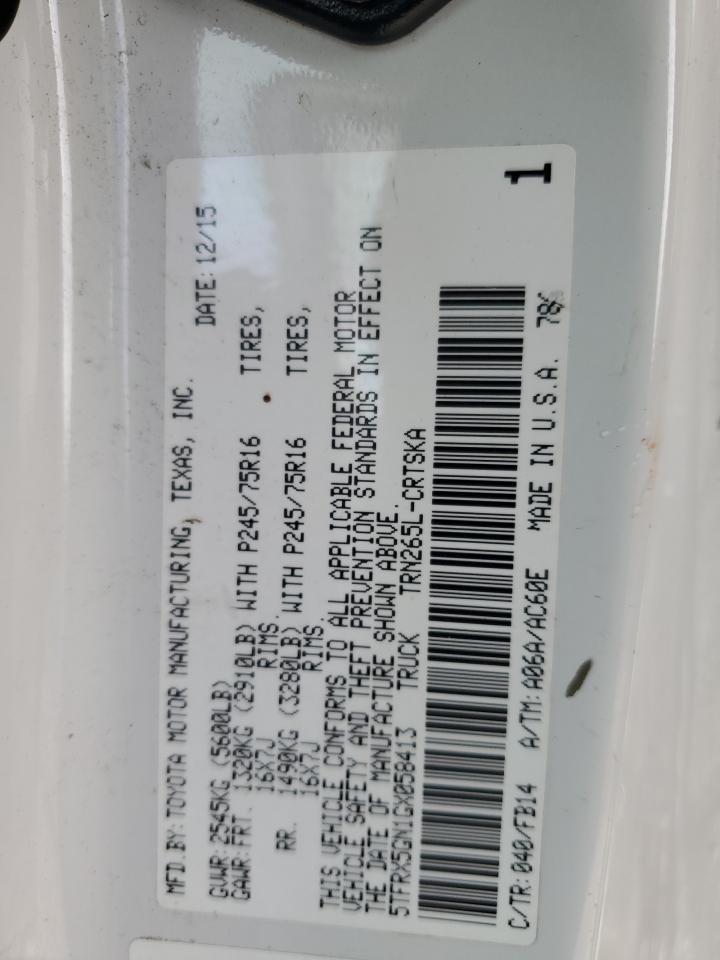 MFD.BY:TOYOTA MOTOR MANUFACTURING, TEXAS, INC.
DATE:12/15
GVWR:2545KG (5600LB)
GAWR:FRT. 1320KG (2910LB) WITH P245/75R16 TIRES,
16X7J RIMS.
RR. 1490KG (3280LB) WITH P245/75R16 TIRES,
16X7J RIMS.
THIS VEHICLE CONFORMS TO ALL APPLICABLE FEDERAL MOTOR
VEHICLE SAFETY AND THEFT PREVENTION STANDARDS IN EFFECT ON
THE DATE OF MANUFACTURE SHOWN ABOVE.
5TFRX5GN1GX058413 TRUCK TRN265L-CRTSKA
C/TR:040/FB14 A/TM:A06A/AC60E MADE IN U.S.A.
1